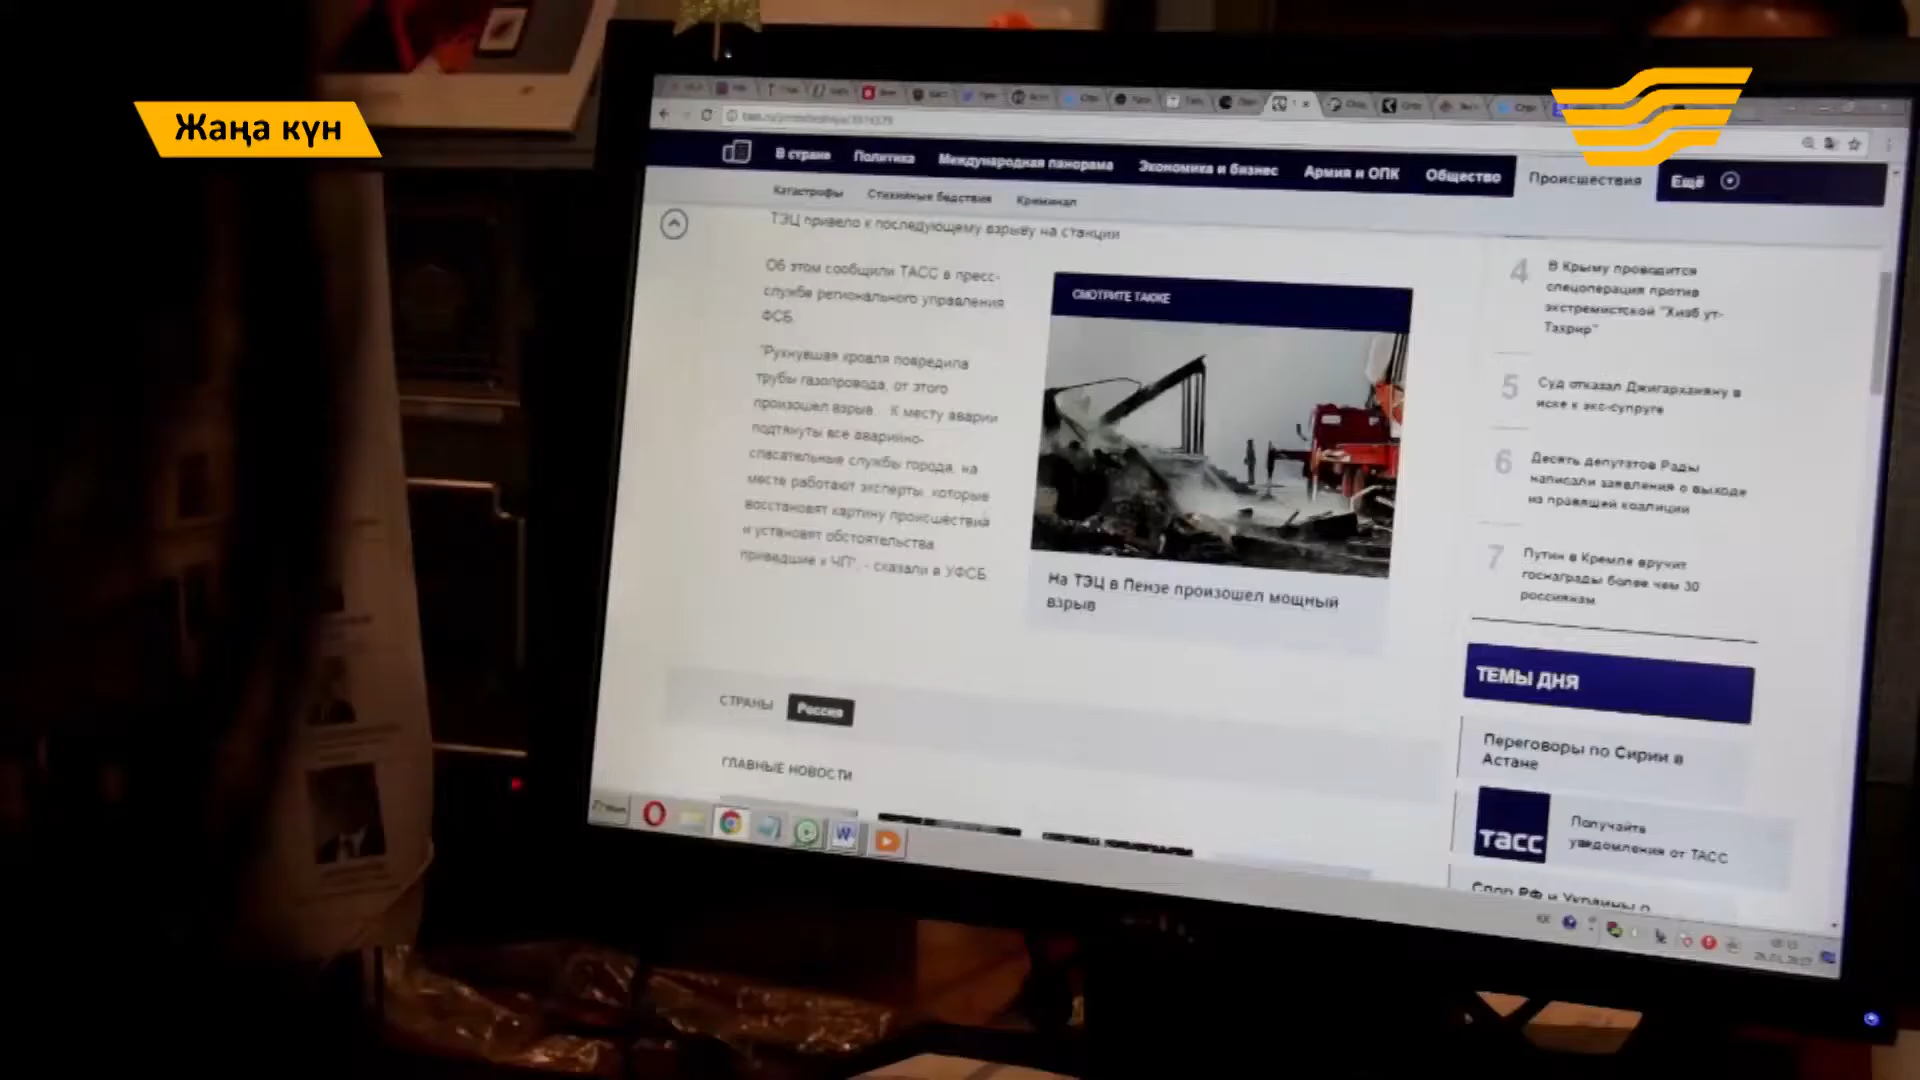 Жаңа күн
В стране Политика Международная панорама Экономика и бизнес Армия и ОПК Общество Происшествия Ещё
Катастрофы Стихийные бедствия Криминал
ТЭЦ привело к последующему взрыву на станции
Об этом сообщили ТАСС в пресс-
службе регионального управления
ФСБ.
"Рухнувшая кровля повредила
трубы газопровода, от этого
произошел взрыв. К месту аварии
подтянуты все аварийно-
спасательные службы города, на
месте работают эксперты, которые
восстановят картину происшествия
и установят обстоятельства
приведшие к ЧП", - сказали в УФСБ.
СМОТРИТЕ ТАКЖЕ
На ТЭЦ в Пензе произошел мощный
взрыв
4 В Крыму проводится
спецоперация против
экстремистской "Хизб ут-
Тахрир"
5 Суд отказал Джигарханяну в
иске к экс-супруге
6 Десять депутатов Рады
написали заявления о выходе
из правящей коалиции
7 Путин в Кремле вручит
госнаграды более чем 30
россиянам
СТРАНЫ Россия
ГЛАВНЫЕ НОВОСТИ
ТЕМЫ ДНЯ
Переговоры по Сирии в
Астане
ТАСС
Получайте
уведомления от ТАСС
Спор РФ и Украины о